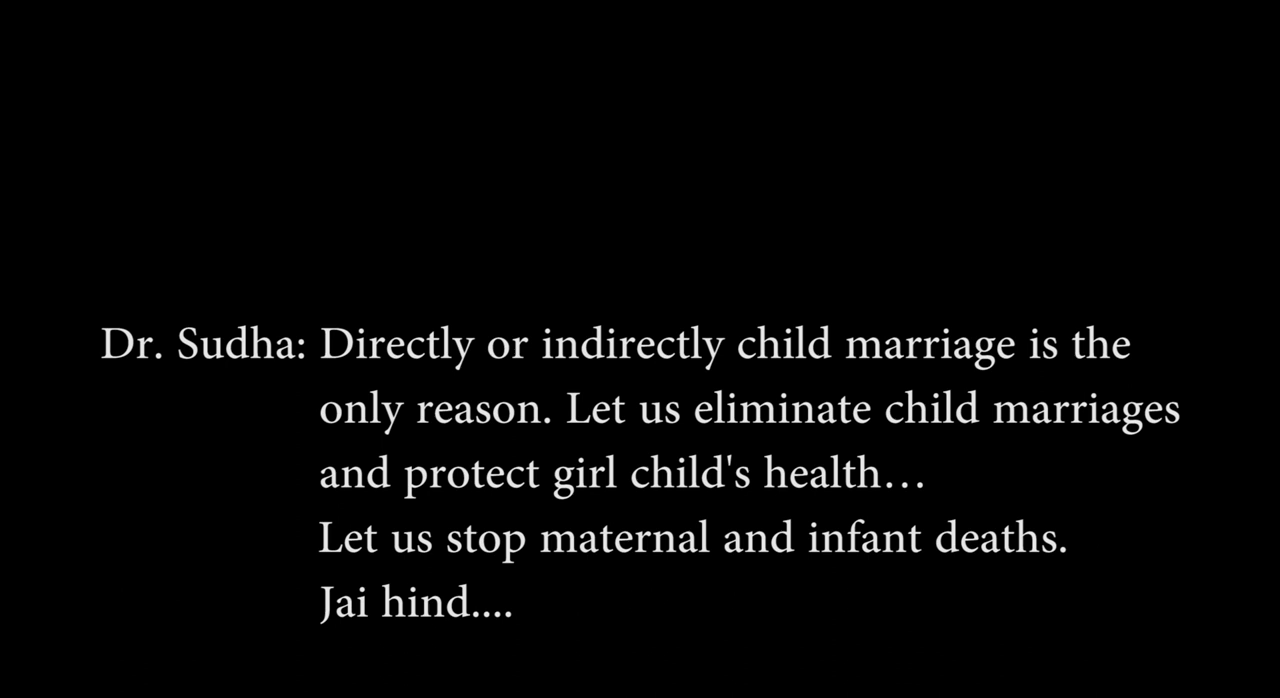 Dr. Sudha: Directly or indirectly child marriage is the
only reason. Let us eliminate child marriages
and protect girl child's health…
Let us stop maternal and infant deaths.
Jai hind....